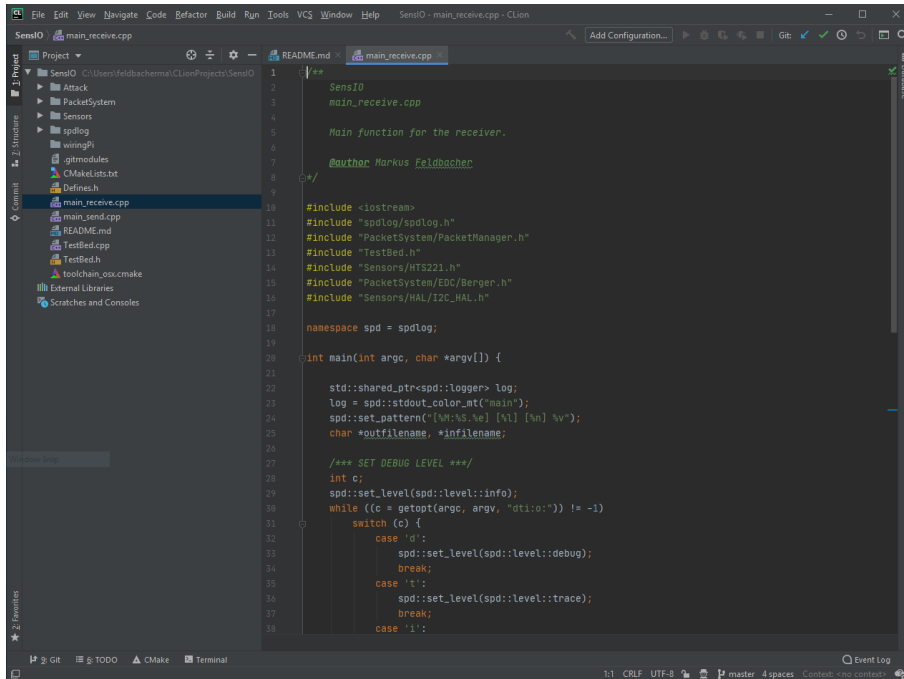 File Edit View Navigate Code Refactor Build Run Tools VCS Window Help SensIO - main_receive.cpp - CLion
SensIO main_receive.cpp
Add Configuration...
Git:
1: Project
Project
README.md
main_receive.cpp
SensIO C:\Users\feldbacherma\CLionProjects\SensIO
Attack
PacketSystem
Sensors
spdlog
wiringPi
.gitmodules
CMakeLists.txt
Defines.h
main_receive.cpp
main_send.cpp
README.md
TestBed.cpp
TestBed.h
toolchain_osx.cmake
External Libraries
Scratches and Consoles
7: Structure
Commit
2: Favorites
1 /**
2 SensIO
3 main_receive.cpp
4
5 Main function for the receiver.
6
7 @author Markus Feldbacher
8 */
9
10 #include <iostream>
11 #include "spdlog/spdlog.h"
12 #include "PacketSystem/PacketManager.h"
13 #include "TestBed.h"
14 #include "Sensors/HTS221.h"
15 #include "PacketSystem/EDC/Berger.h"
16 #include "Sensors/HAL/I2C_HAL.h"
17
18 namespace spd = spdlog;
19
20 int main(int argc, char *argv[]) {
21
22 std::shared_ptr<spd::logger> log;
23 log = spd::stdout_color_mt("main");
24 spd::set_pattern("[%M:%S.%e] [%l] [%n] %v");
25 char *outfilename, *infilename;
26
27 /*** SET DEBUG LEVEL ***/
28 int c;
29 spd::set_level(spd::level::info);
30 while ((c = getopt(argc, argv, "dti:o:")) != -1)
31 switch (c) {
32 case 'd':
33 spd::set_level(spd::level::debug);
34 break;
35 case 't':
36 spd::set_level(spd::level::trace);
37 break;
38 case 'i':
9: Git 6: TODO CMake Terminal
Event Log
1:1 CRLF UTF-8 master 4 spaces Context: <no context>